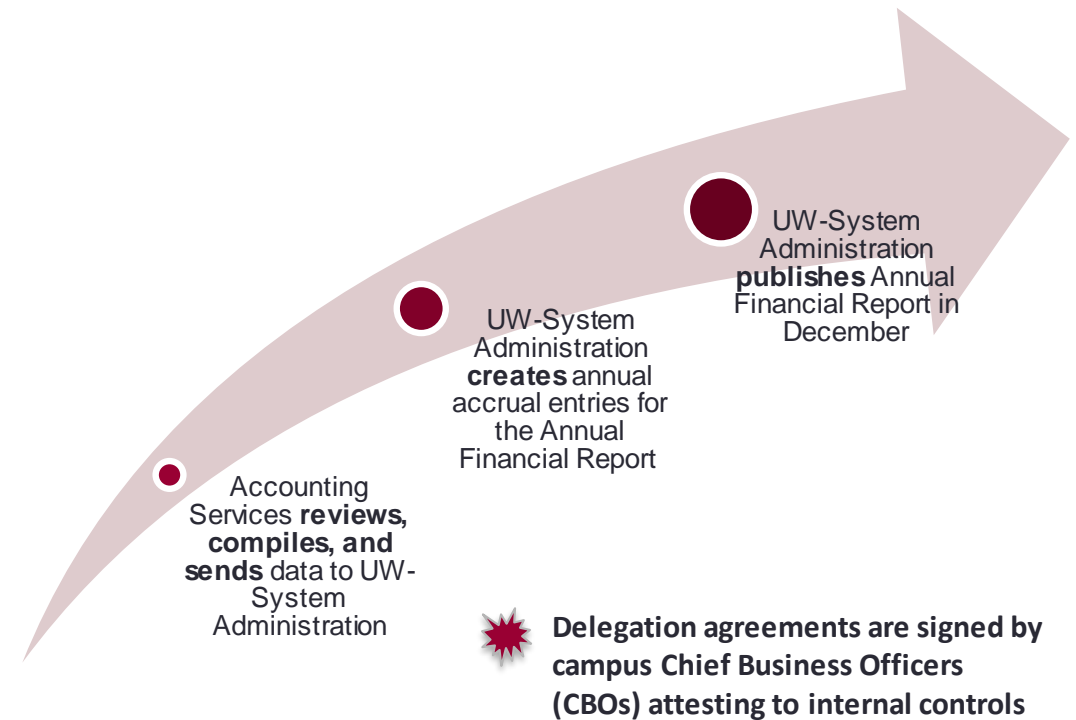 Accounting
Services reviews,
compiles, and
sends data to UW-
System
Administration
UW-System
Administration
creates annual
accrual entries for
the Annual
Financial Report
UW-System
Administration
publishes Annual
Financial Report in
December
Delegation agreements are signed by
campus Chief Business Officers
(CBOs) attesting to internal controls